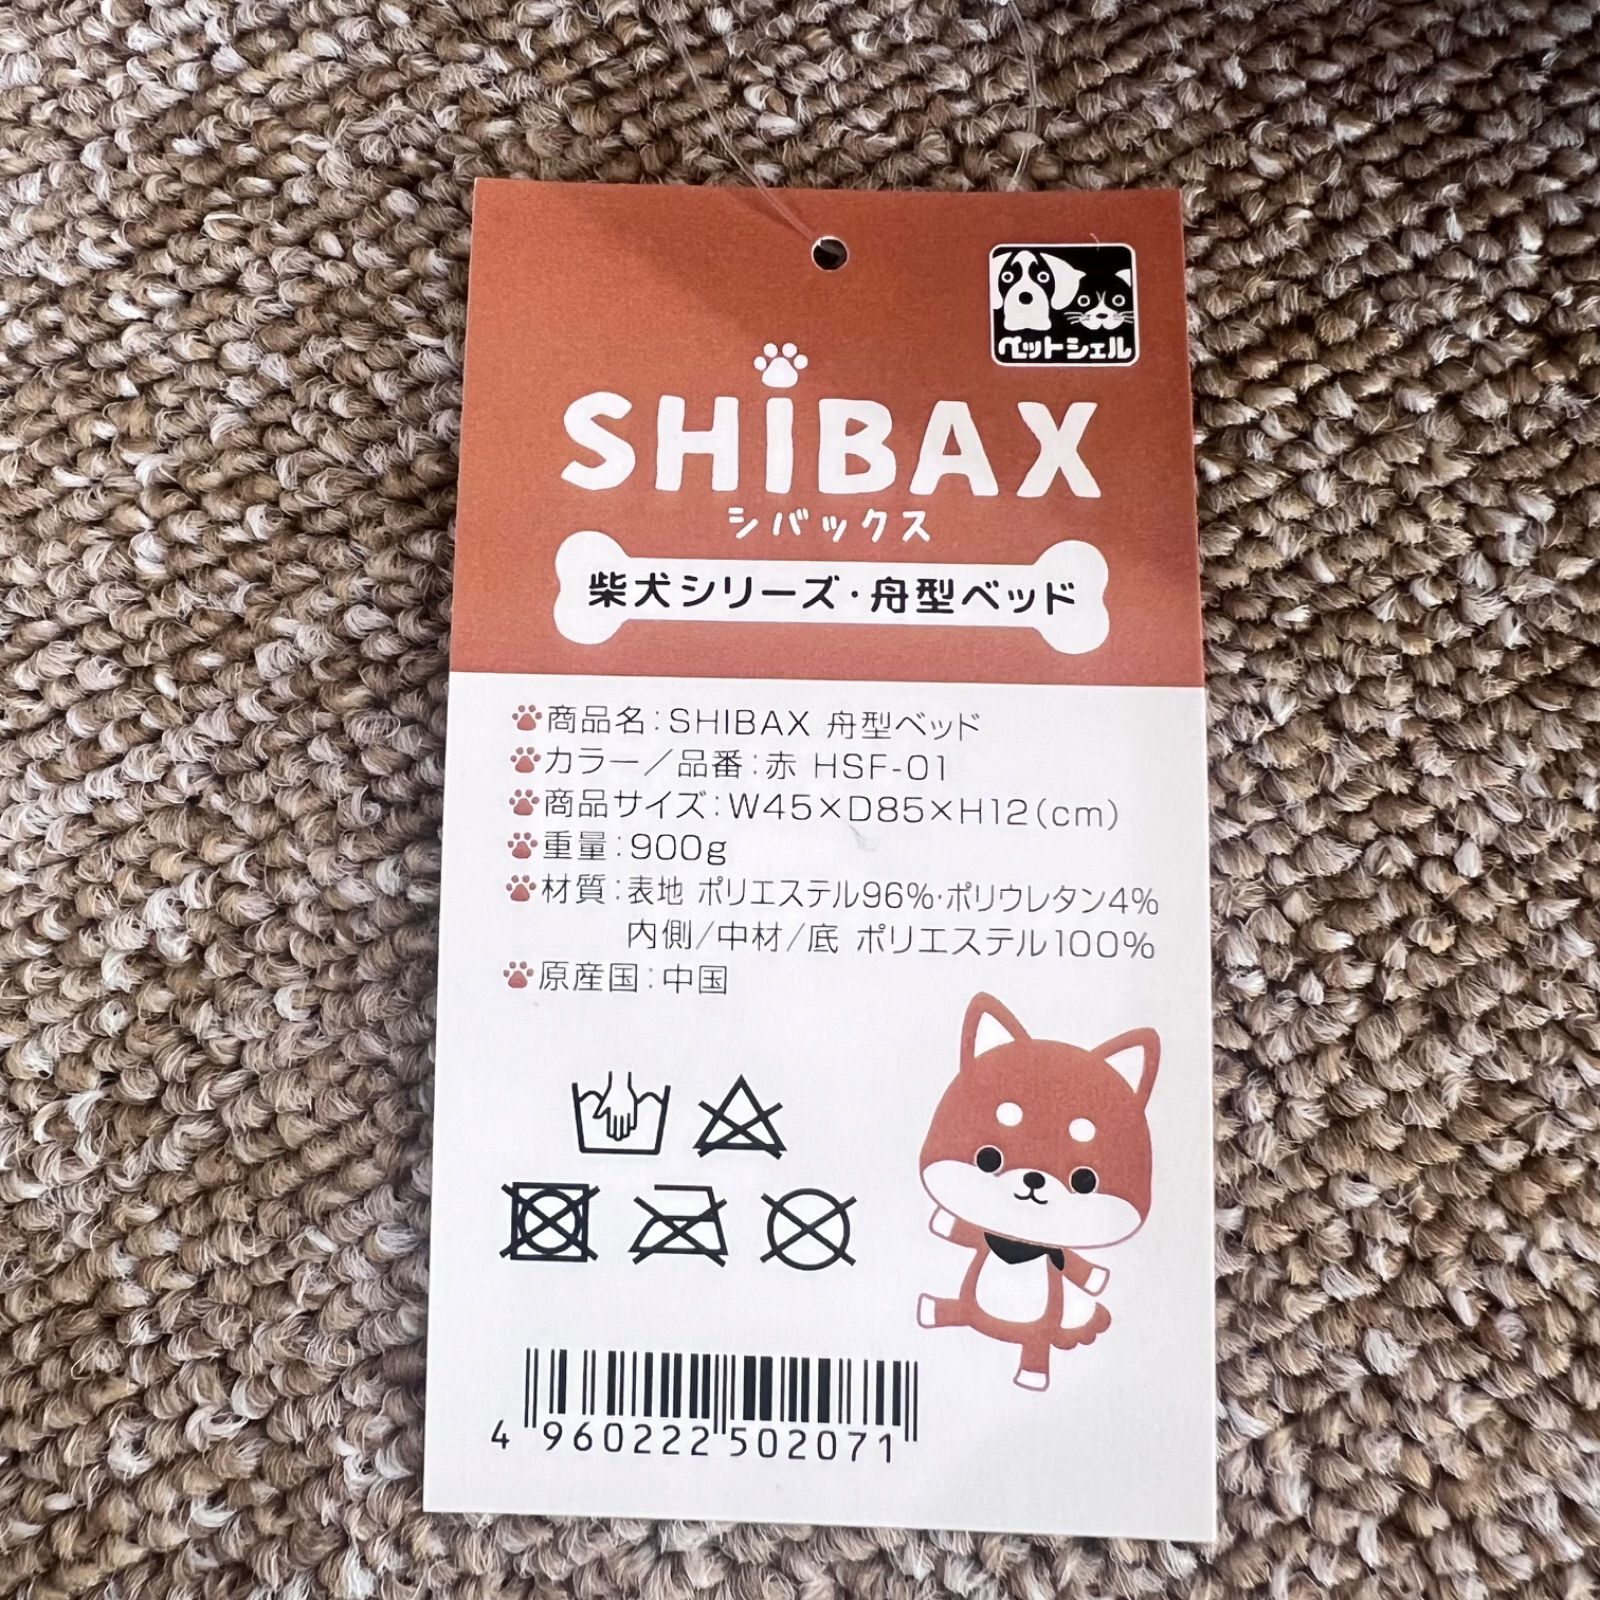 ペットシェル
SHIBAX
シバックス
柴犬シリーズ・舟型ベッド
商品名:SHIBAX 舟型ベッド
カラー/品番:赤 HSF-01
商品サイズ:W45×D85×H12(cm)
重量:900g
材質:表地 ポリエステル96%・ポリウレタン4%
内側/中材/底 ポリエステル100%
原産国:中国
4 960222 502071